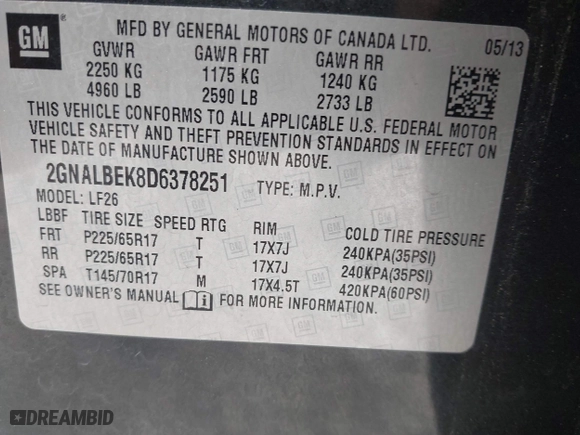 GM
MFD BY GENERAL MOTORS OF CANADA LTD. 05/13
GVWR GAWR FRT GAWR RR
2250 KG 1175 KG 1240 KG
4960 LB 2590 LB 2733 LB
THIS VEHICLE CONFORMS TO ALL APPLICABLE U.S. FEDERAL MOTOR
VEHICLE SAFETY AND THEFT PREVENTION STANDARDS IN EFFECT ON
THE DATE OF MANUFACTURE SHOWN ABOVE.
2GNALBEK8D6378251 TYPE: M.P.V.
MODEL: LF26
LBBF TIRE SIZE SPEED RTG RIM COLD TIRE PRESSURE
FRT P225/65R17 T 17X7J 240KPA(35PSI)
RR P225/65R17 T 17X7J 240KPA(35PSI)
SPA T145/70R17 M 17X4.5T 420KPA(60PSI)
SEE OWNER'S MANUAL FOR MORE INFORMATION.
DREAMBID